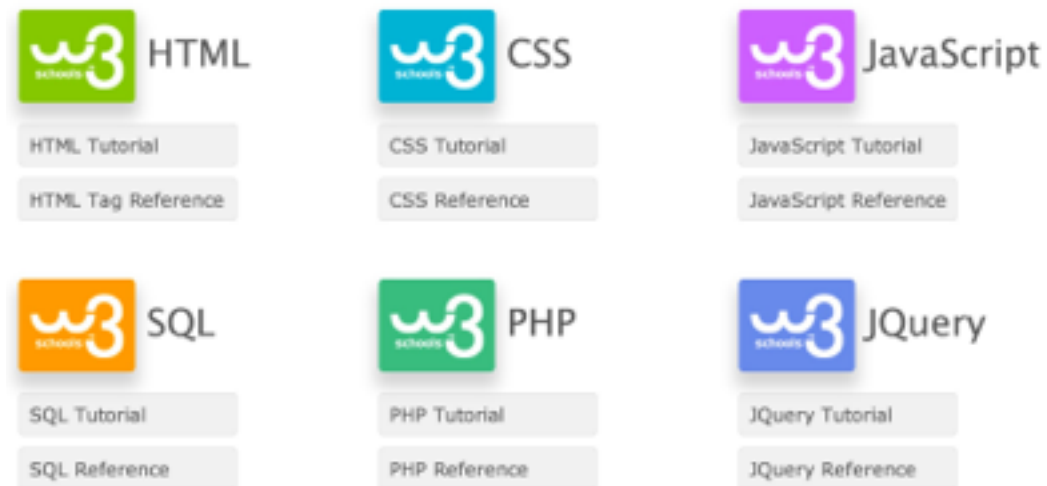 w3 schools HTML
HTML Tutorial
HTML Tag Reference
w3 schools CSS
CSS Tutorial
CSS Reference
w3 schools JavaScript
JavaScript Tutorial
JavaScript Reference
w3 schools SQL
SQL Tutorial
SQL Reference
w3 schools PHP
PHP Tutorial
PHP Reference
w3 schools JQuery
JQuery Tutorial
JQuery Reference